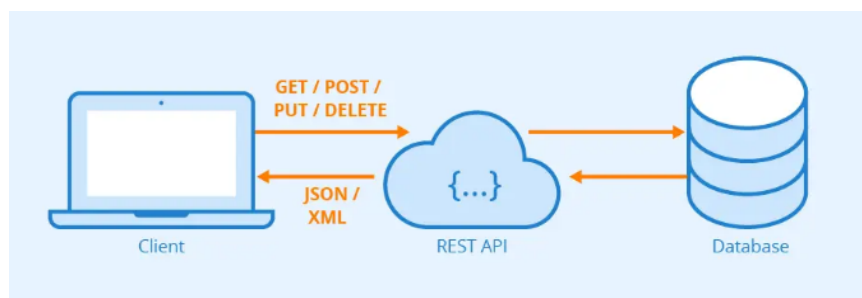 GET / POST /
PUT / DELETE
{...}
JSON /
XML
Client
REST API
Database